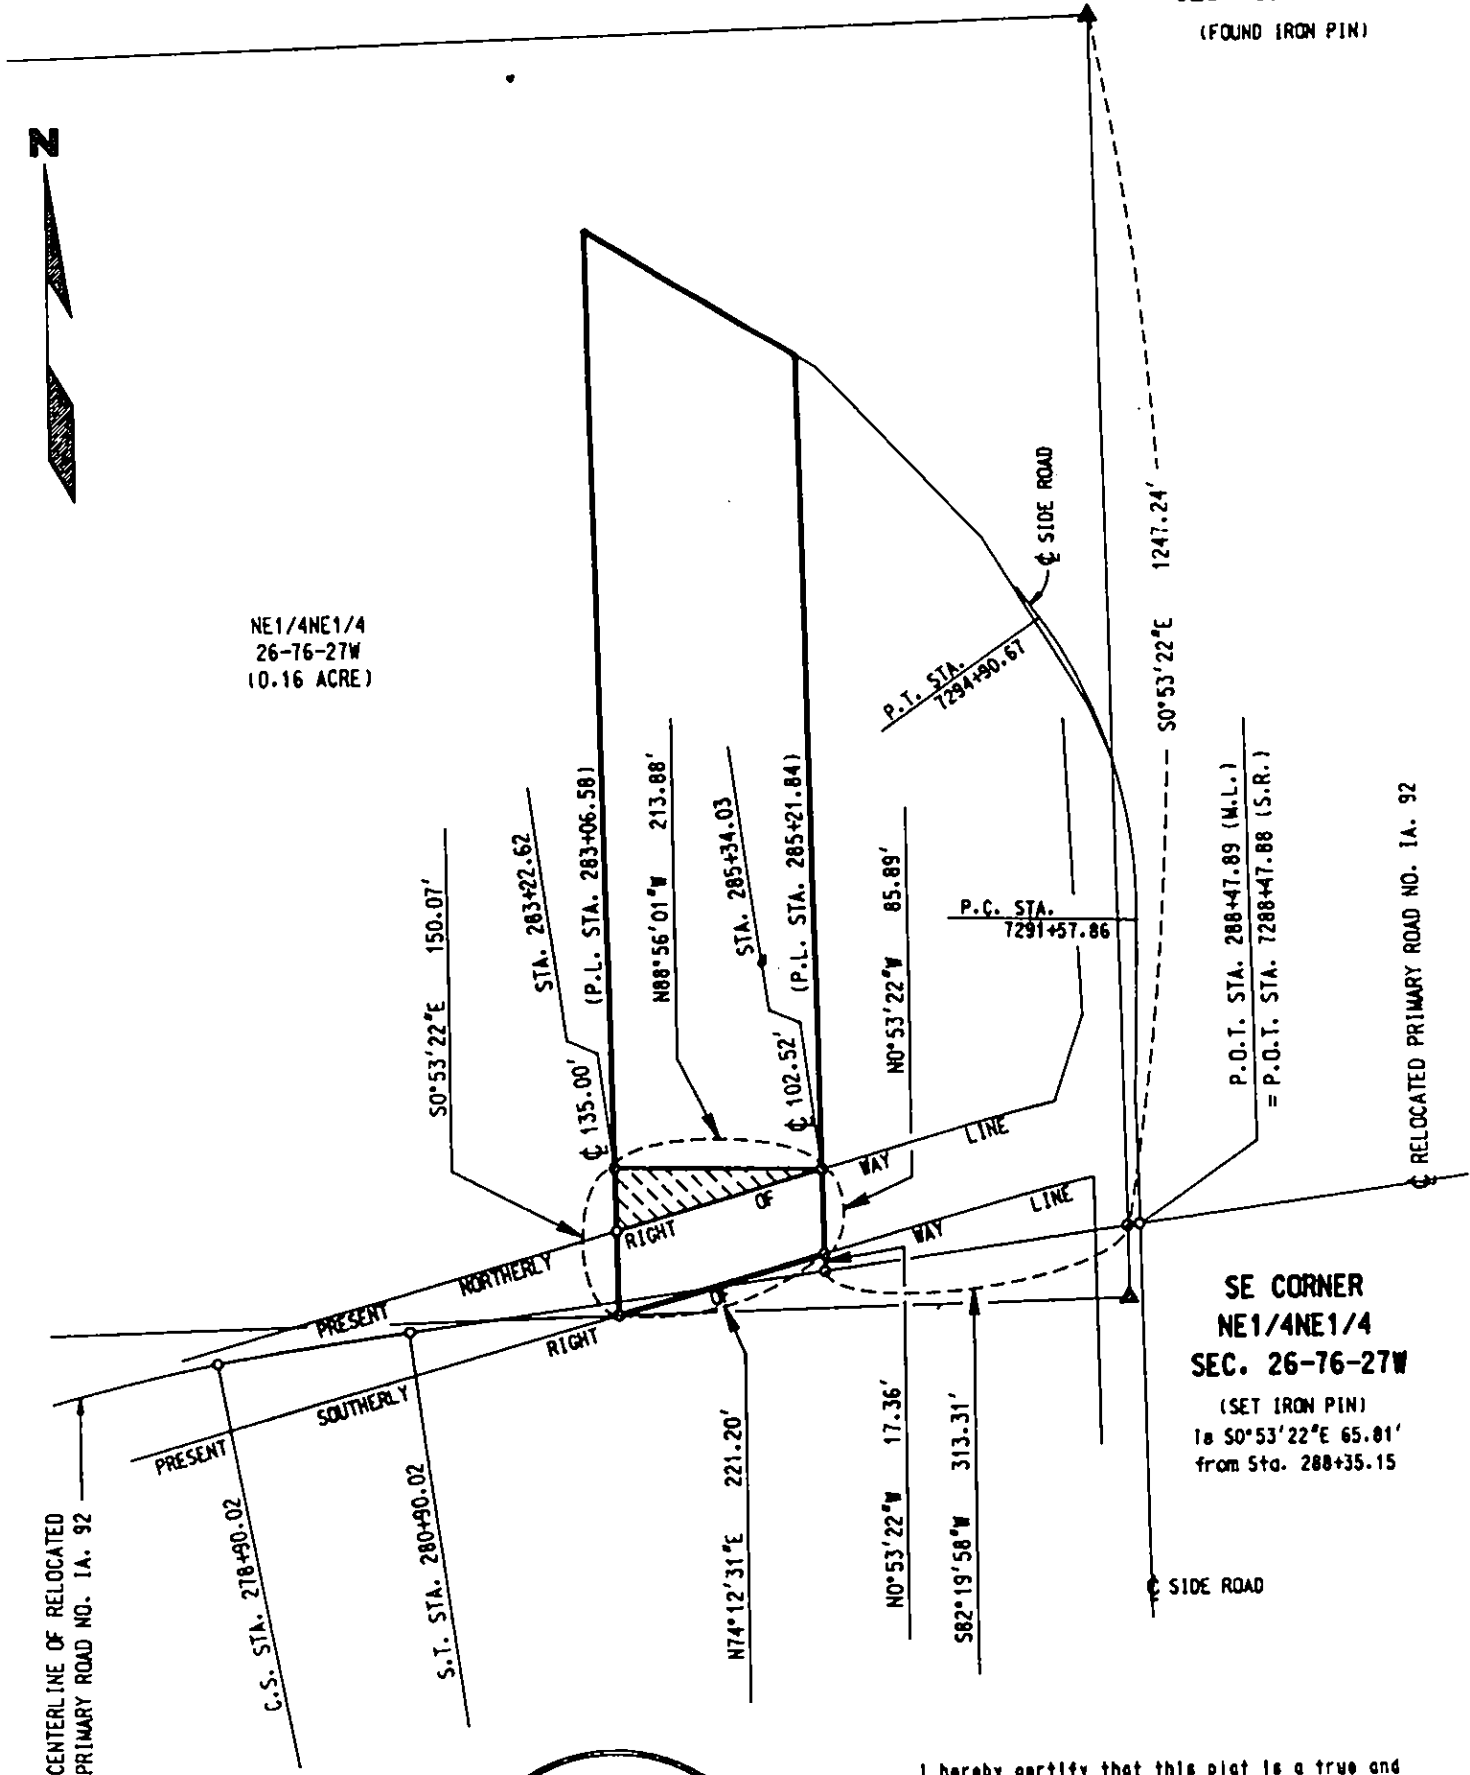 (FOUND IRON PIN)
N
NE1/4NE1/4
26-76-27W
(0.16 ACRE)
℄ SIDE ROAD
S0°53'22"E 1247.24'
P.T. STA.
7294+90.67
P.C. STA.
7291+57.86
S0°53'22"E 150.07'
STA. 283+22.62
℄ 135.00'
(P.L. STA. 283+06.58)
N88°56'01"W 213.88'
STA. 285+34.03
℄ 102.52'
(P.L. STA. 285+21.84)
N0°53'22"W 85.89'
P.O.T. STA. 288+47.89 (M.L.)
= P.O.T. STA. 7288+47.88 (S.R.)
℄ RELOCATED PRIMARY ROAD NO. IA. 92
PRESENT NORTHERLY RIGHT OF WAY LINE
PRESENT SOUTHERLY RIGHT OF WAY LINE
SE CORNER
NE1/4NE1/4
SEC. 26-76-27W
(SET IRON PIN)
Is S0°53'22"E 65.81'
from Sta. 288+35.15
℄ SIDE ROAD
CENTERLINE OF RELOCATED
PRIMARY ROAD NO. IA. 92
C.S. STA. 278+90.02
S.T. STA. 280+90.02
N74°12'31"E 221.20'
N0°53'22"W 17.36'
S82°19'58"W 313.31'
I hereby certify that this plat is a true and